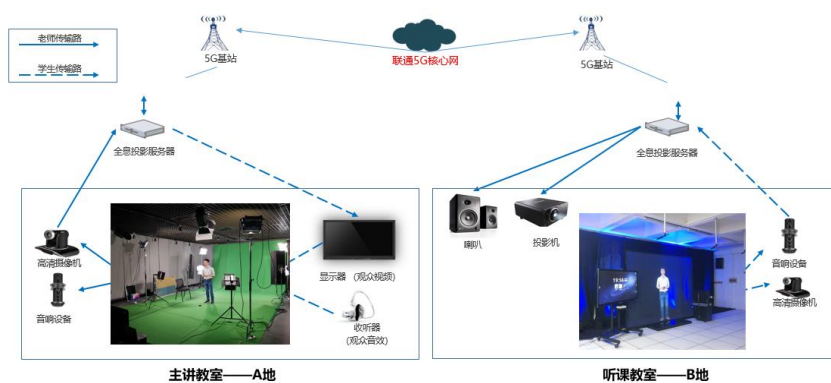 老师传输路
学生传输路
5G基站
联通5G核心网
5G基站
全息投影服务器
全息投影服务器
高清摄像机
音响设备
显示器 (观众视频)
收听器
(观众音效)
喇叭
投影机
音响设备
高清摄像机
主讲教室——A地
听课教室——B地